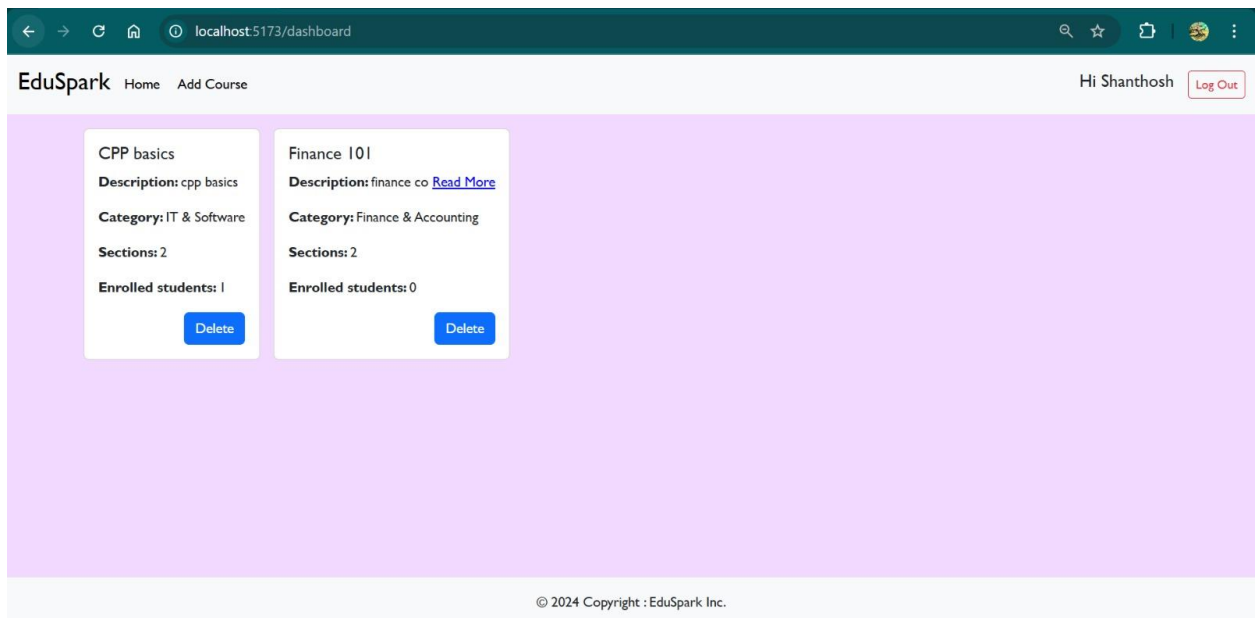 localhost:5173/dashboard
EduSpark Home Add Course Hi Shanthosh Log Out
CPP basics
Description: cpp basics
Category: IT & Software
Sections: 2
Enrolled students: 1
Delete
Finance 101
Description: finance co Read More
Category: Finance & Accounting
Sections: 2
Enrolled students: 0
Delete
© 2024 Copyright : EduSpark Inc.